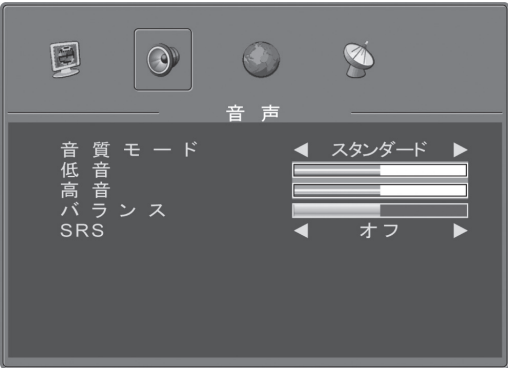 音声
音質モード ◀ スタンダード ▶
低音
高音
バランス
SRS ◀ オフ ▶